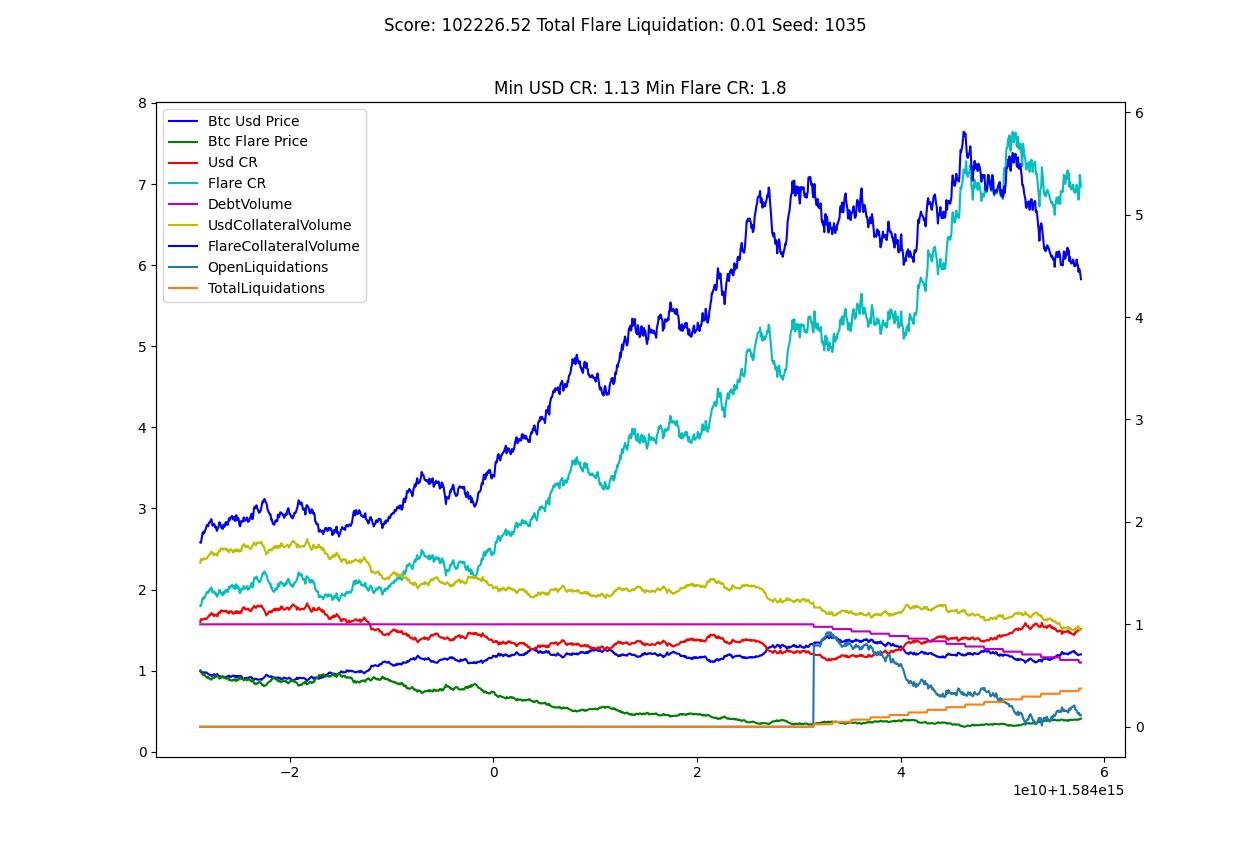 Score: 102226.52 Total Flare Liquidation: 0.01 Seed: 1035
Min USD CR: 1.13 Min Flare CR: 1.8
Btc Usd Price
Btc Flare Price
Usd CR
Flare CR
DebtVolume
UsdCollateralVolume
FlareCollateralVolume
OpenLiquidations
TotalLiquidations
8
7
6
5
4
3
2
1
0
6
5
4
3
2
1
0
−2
0
2
4
6
1e10+1.584e15